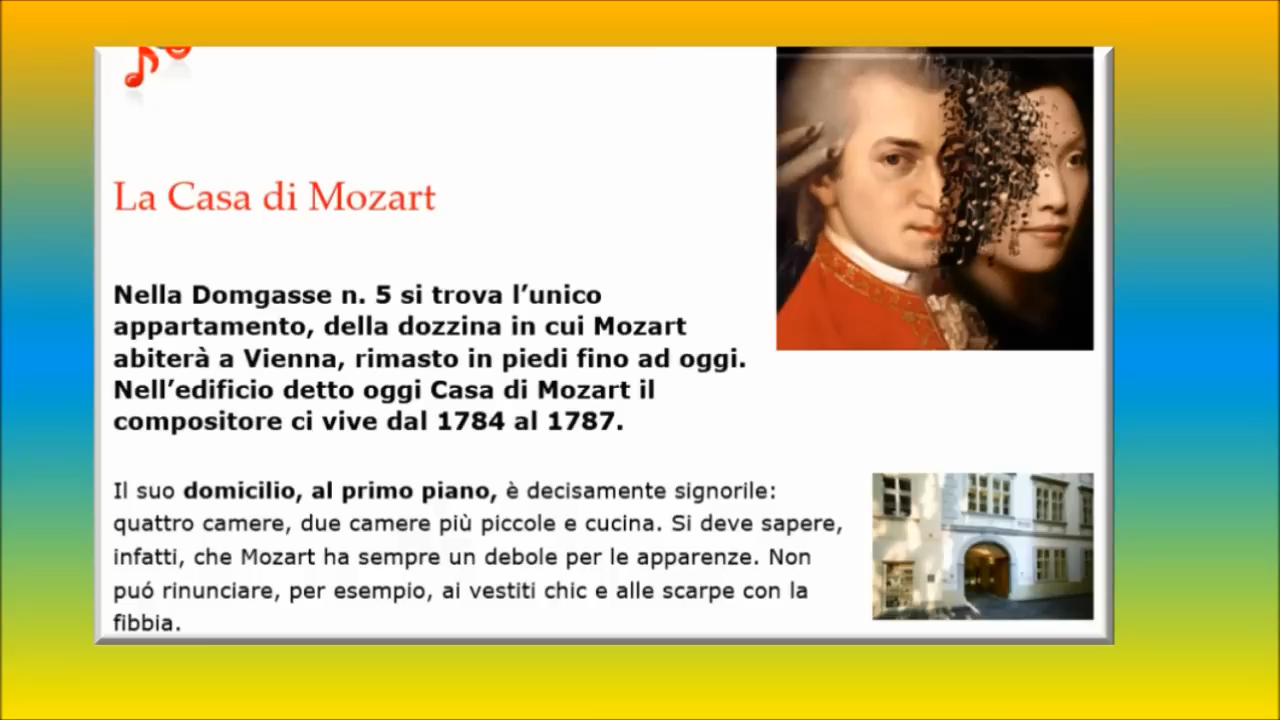 La Casa di Mozart
Nella Domgasse n. 5 si trova l’unico
appartamento, della dozzina in cui Mozart
abiterà a Vienna, rimasto in piedi fino ad oggi.
Nell’edificio detto oggi Casa di Mozart il
compositore ci vive dal 1784 al 1787.
Il suo domicilio, al primo piano, è decisamente signorile:
quattro camere, due camere più piccole e cucina. Si deve sapere,
infatti, che Mozart ha sempre un debole per le apparenze. Non
puó rinunciare, per esempio, ai vestiti chic e alle scarpe con la
fibbia.